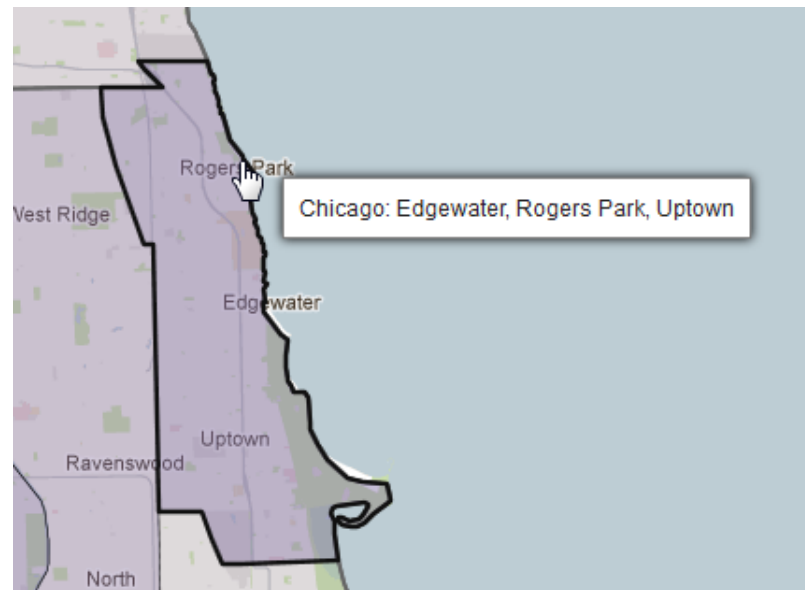 Rogers Park
Chicago: Edgewater, Rogers Park, Uptown
West Ridge
Edgewater
Uptown
Ravenswood
North